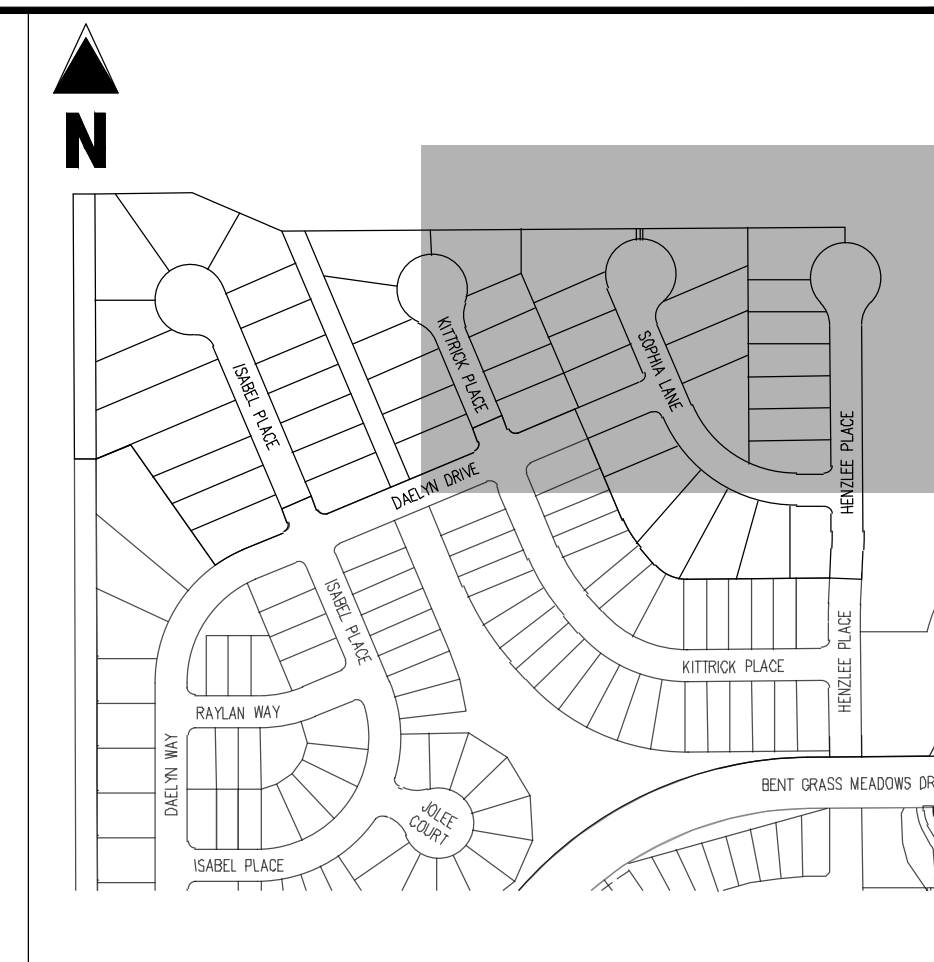 N
KITTRICK PLACE
ISABEL PLACE
SOPHIA LANE
HENZLEE PLACE
DAELYN DRIVE
ISABEL PLACE
HENZLEE PLACE
KITTRICK PLACE
RAYLAN WAY
DAELYN WAY
BENT GRASS MEADOWS DR
JOLEE
COURT
ISABEL PLACE